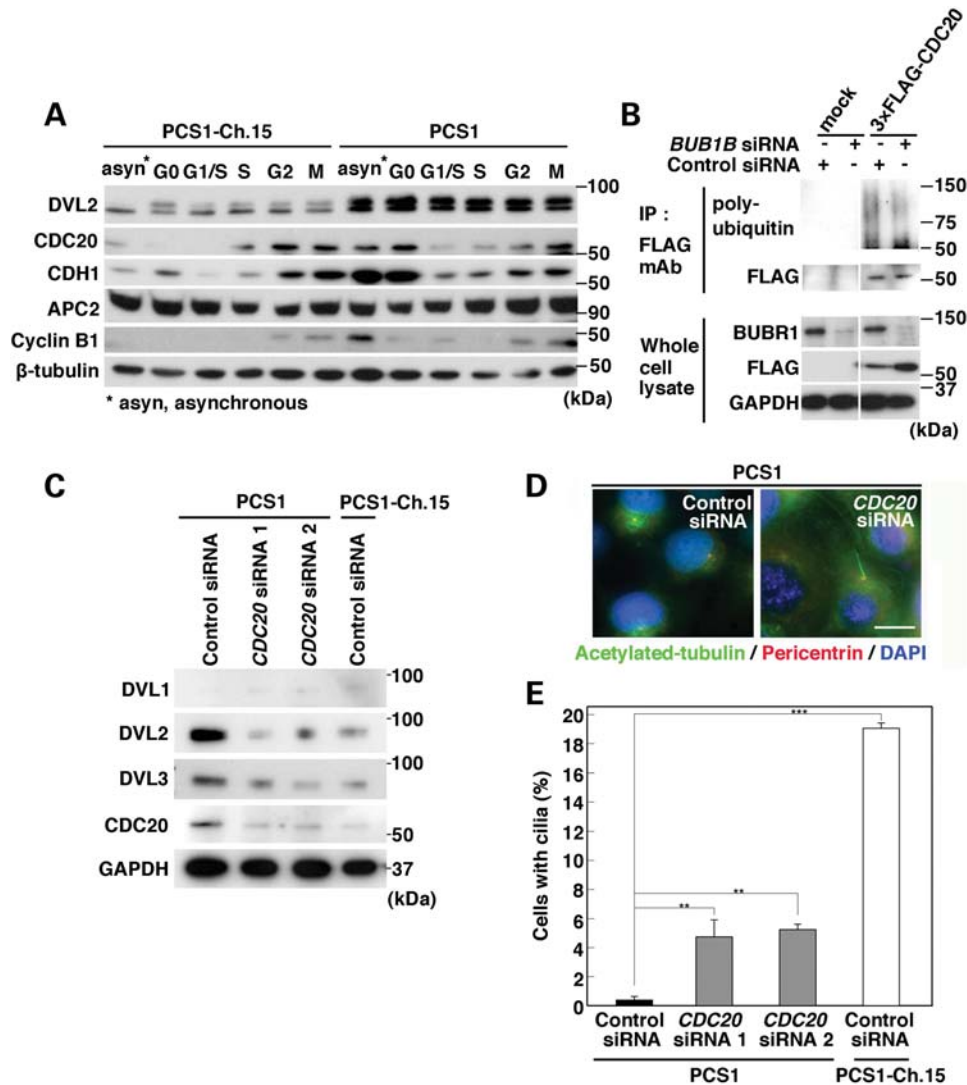 A
PCS1-Ch.15 PCS1
asyn* G0 G1/S S G2 M asyn* G0 G1/S S G2 M
DVL2 100
CDC20 50
CDH1 50
APC2 90
Cyclin B1 50
β-tubulin 50
* asyn, asynchronous (kDa)
B
mock 3xFLAG-CDC20
BUB1B siRNA - + - +
Control siRNA + - + -
IP : FLAG mAb
poly-ubiquitin 150 75 50
FLAG 50
Whole cell lysate
BUBR1 150
FLAG 50
GAPDH 37
(kDa)
C
PCS1 PCS1-Ch.15
Control siRNA CDC20 siRNA 1 CDC20 siRNA 2 Control siRNA
DVL1 100
DVL2 100
DVL3 100
CDC20 50
GAPDH 37
(kDa)
D
PCS1
Control siRNA CDC20 siRNA
Acetylated-tubulin / Pericentrin / DAPI
E
Cells with cilia (%)
20
18
16
14
12
10
8
6
4
2
0
***
**
**
Control siRNA CDC20 siRNA 1 CDC20 siRNA 2 Control siRNA
PCS1 PCS1-Ch.15